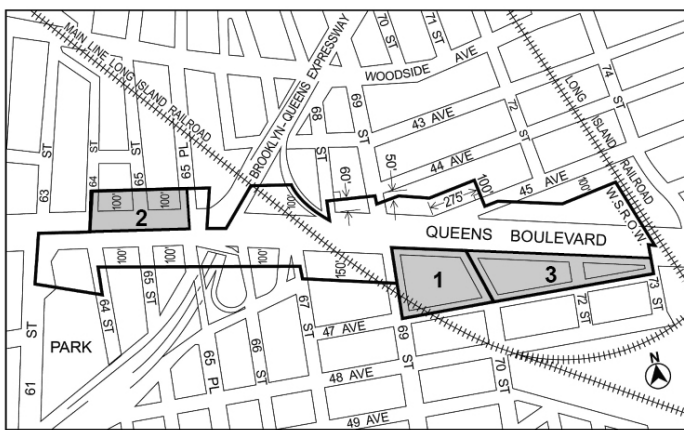 MAIN LINE LONG ISLAND RAILROAD
BROOKLYN-QUEENS EXPRESSWAY
70 ST
71 ST
WOODSIDE AVE
69 ST
68 ST
74 ST
LONG ISLAND RAILROAD
43 AVE
72 ST
44 AVE
45 AVE
63 ST
64 ST
65 ST
65 PL
60'
50'
100'
275'
100'
100'
W.S.R.O.W.
100'
100'
100'
2
QUEENS BOULEVARD
100'
100'
100'
100'
150'
1
3
64 ST
65 ST
67 ST
72 ST
73 ST
PARK
61 ST
65 PL
66 ST
47 AVE
69 ST
70 ST
48 AVE
49 AVE
N